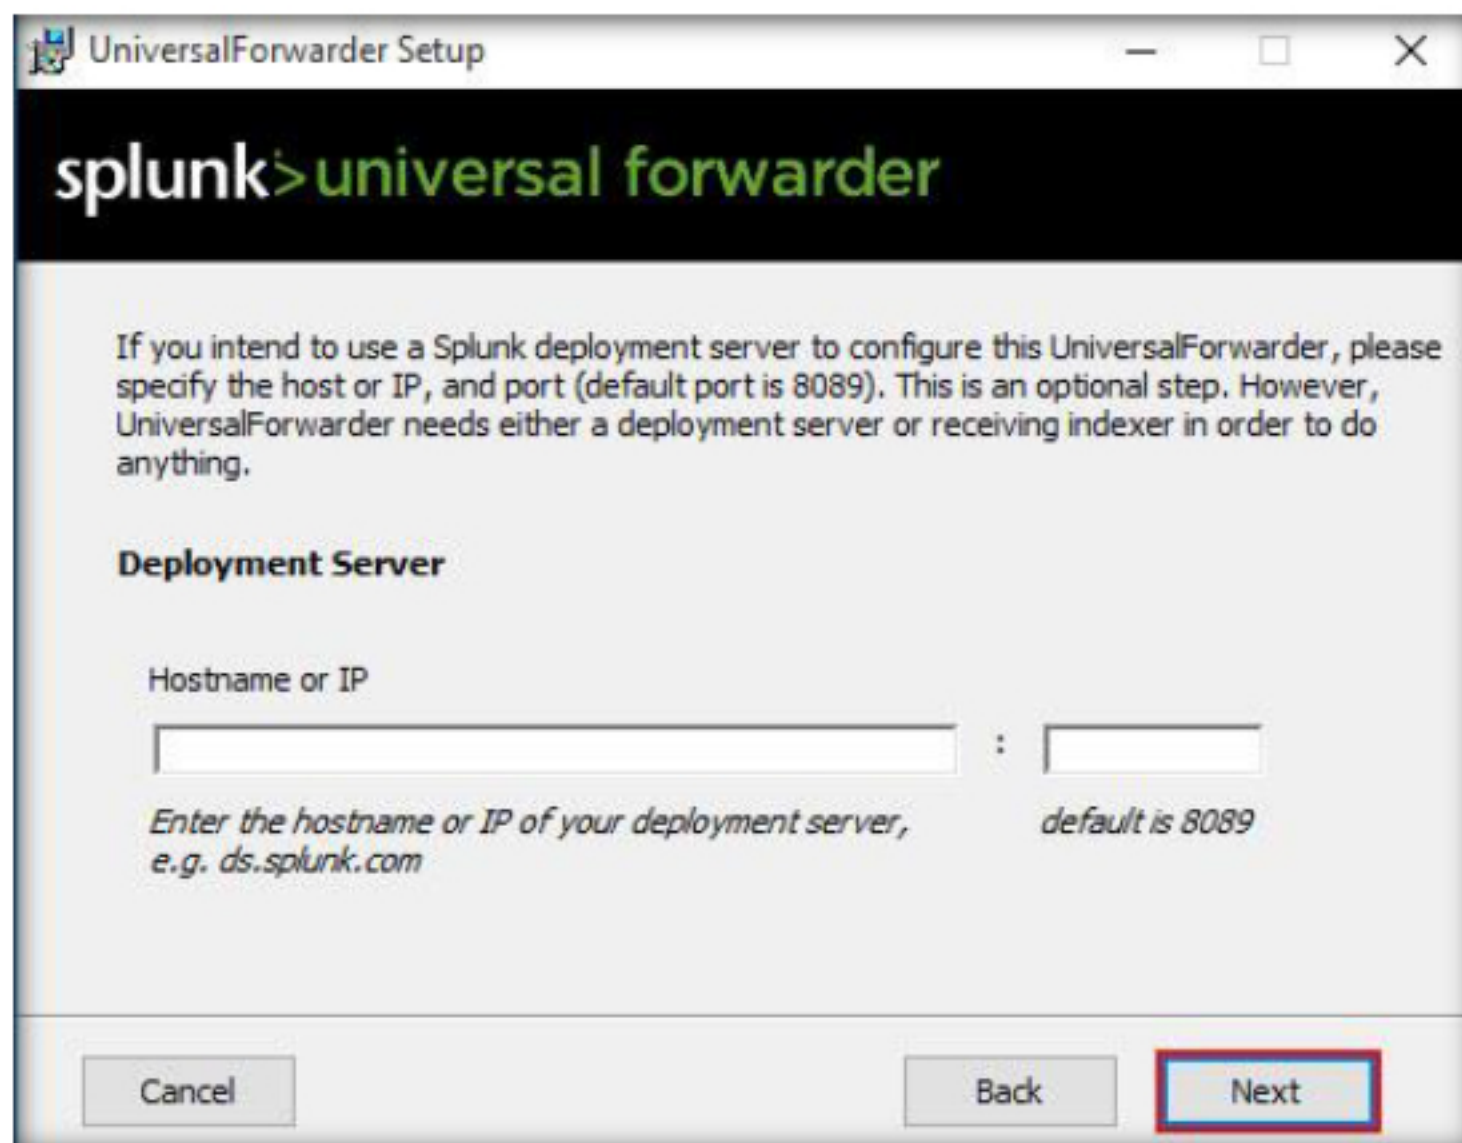 UniversalForwarder Setup
splunk>universal forwarder
If you intend to use a Splunk deployment server to configure this UniversalForwarder, please
specify the host or IP, and port (default port is 8089). This is an optional step. However,
UniversalForwarder needs either a deployment server or receiving indexer in order to do
anything.
Deployment Server
Hostname or IP
:
Enter the hostname or IP of your deployment server,
e.g. ds.splunk.com
default is 8089
Cancel
Back
Next